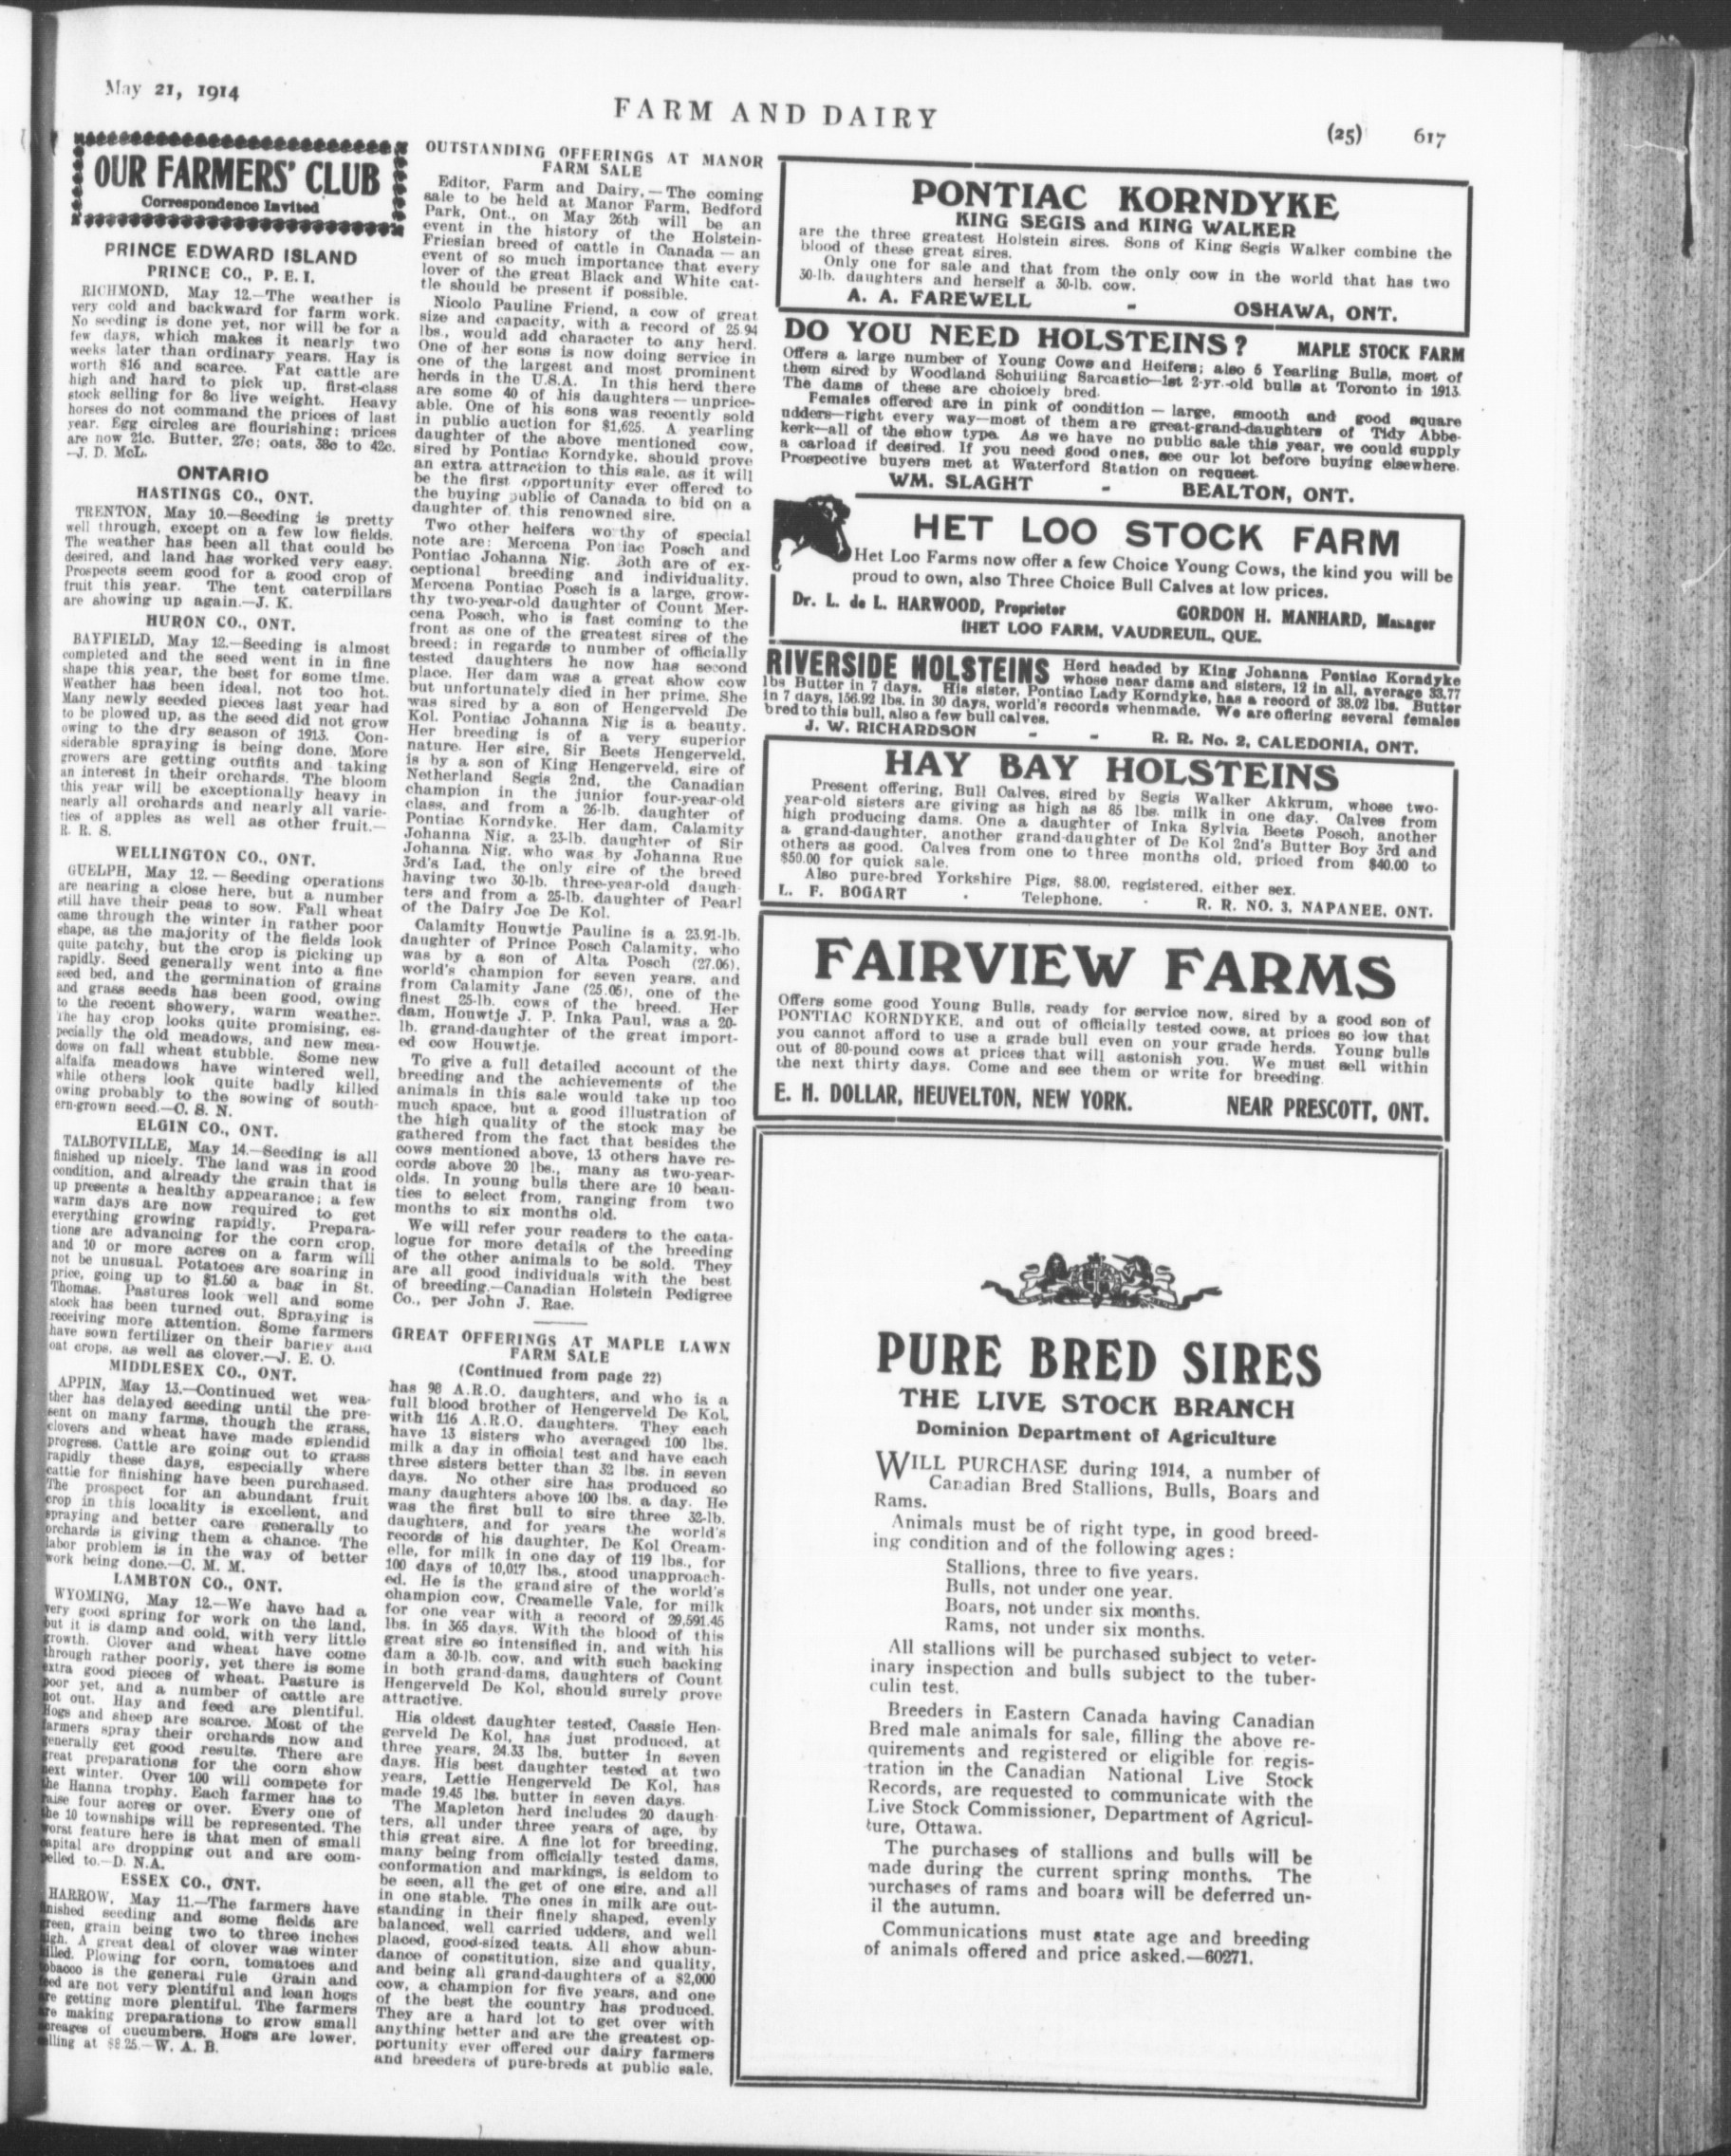 May 21, 1914
FARM AND DAIRY
(25) 617
OUR FARMERS' CLUB
Correspondence Invited
PRINCE EDWARD ISLAND
PRINCE CO., P. E. I.
RICHMOND, May 12.—The weather is
very cold and backward for farm work.
No seeding is done yet, nor will be for a
few days, which makes it nearly two
weeks later than ordinary years. Hay is
worth $16 and scarce. Fat cattle are
high and hard to pick up, first-class
stock selling for 8c live weight. Heavy
horses do not command the prices of last
year. Egg circles are flourishing; prices
are now 21c. Butter, 27c; oats, 38c to 42c.
—J. D. McL.
ONTARIO
HASTINGS CO., ONT.
TRENTON, May 10.—Seeding is pretty
well through, except on a few low fields.
The weather has been all that could be
desired, and land has worked very easy.
Prospects seem good for a good crop of
fruit this year. The tent caterpillars
are showing up again.—J. K.
HURON CO., ONT.
BAYFIELD, May 12.—Seeding is almost
completed and the seed went in in fine
shape this year, the best for some time.
Weather has been ideal, not too hot.
Many newly seeded pieces last year had
to be plowed up, as the seed did not grow
owing to the dry season of 1913. Con-
siderable spraying is being done. More
growers are getting outfits and taking
an interest in their orchards. The bloom
this year will be exceptionally heavy in
nearly all orchards and nearly all varie-
ties of apples as well as other fruit.—
R. R. S.
WELLINGTON CO., ONT.
GUELPH, May 12.—Seeding operations
are nearing a close here, but a number
still have their peas to sow. Fall wheat
came through the winter in rather poor
shape, as the majority of the fields look
quite patchy, but the crop is picking up
rapidly. Seed generally went into a fine
seed bed, and the germination of grains
and grass seeds has been good, owing
to the recent showery, warm weather.
The hay crop looks quite promising, es-
pecially the old meadows, and new mea-
dows on fall wheat stubble. Some new
alfalfa meadows have wintered well,
while others look quite badly killed
owing probably to the sowing of south-
ern-grown seed.—C. S. N.
ELGIN CO., ONT.
TALBOTVILLE, May 14.—Seeding is all
finished up nicely. The land was in good
condition, and already the grain that is
up presents a healthy appearance; a few
warm days are now required to get
everything growing rapidly. Prepara-
tions are advancing for the corn crop,
and 10 or more acres on a farm will
not be unusual. Potatoes are soaring in
price, going up to $1.50 a bag in St.
Thomas. Pastures look well and some
stock has been turned out. Spraying is
receiving more attention. Some farmers
have sown fertilizer on their barley and
oat crops, as well as clover.—J. E. O.
MIDDLESEX CO., ONT.
APPIN, May 13.—Continued wet wea-
ther has delayed seeding until the pre-
sent on many farms, though the grass,
clovers and wheat have made splendid
progress. Cattle are going out to grass
rapidly these days, especially where
cattle for finishing have been purchased.
The prospect for an abundant fruit
crop in this locality is excellent, and
spraying and better care generally to
orchards is giving them a chance. The
labor problem is in the way of better
work being done.—C. M. M.
LAMBTON CO., ONT.
WYOMING, May 12.—We have had a
very good spring for work on the land,
but it is damp and cold, with very little
growth. Clover and wheat have come
through rather poorly, yet there is some
extra good pieces of wheat. Pasture is
poor yet, and a number of cattle are
not out. Hay and feed are plentiful.
Hogs and sheep are scarce. Most of the
farmers spray their orchards now and
generally get good results. There are
great preparations for the corn show
next winter. Over 100 will compete for
the Hanna trophy. Each farmer has to
raise four acres or over. Every one of
the 10 townships will be represented. The
worst feature here is that men of small
capital are dropping out and are com-
pelled to.—D. N.A.
ESSEX CO., ONT.
HARROW, May 11.—The farmers have
finished seeding and some fields are
green, grain being two to three inches
high. A great deal of clover was winter
killed. Plowing for corn, tomatoes and
tobacco is the general rule Grain and
feed are not very plentiful and lean hogs
are getting more plentiful. The farmers
are making preparations to grow small
acreages of cucumbers. Hogs are lower,
selling at $8.25.—W. A. B.
OUTSTANDING OFFERINGS AT MANOR
FARM SALE
Editor, Farm and Dairy,—The coming
sale to be held at Manor Farm, Bedford
Park, Ont., on May 26th will be an
event in the history of the Holstein-
Friesian breed of cattle in Canada—an
event of so much importance that every
lover of the great Black and White cat-
tle should be present if possible.
Nicolo Pauline Friend, a cow of great
size and capacity, with a record of 25.94
lbs., would add character to any herd.
One of her sons is now doing service in
one of the largest and most prominent
herds in the U.S.A. In this herd there
are some 40 of his daughters—unprice-
able. One of his sons was recently sold
in public auction for $1,625. A yearling
daughter of the above mentioned cow,
sired by Pontiac Korndyke, should prove
an extra attraction to this sale, as it will
be the first opportunity ever offered to
the buying public of Canada to bid on a
daughter of this renowned sire.
Two other heifers worthy of special
note are: Mercena Pontiac Posch and
Pontiac Johanna Nig. Both are of ex-
ceptional breeding and individuality.
Mercena Pontiac Posch is a large, grow-
thy two-year-old daughter of Count Mer-
cena Posch, who is fast coming to the
front as one of the greatest sires of the
breed; in regards to number of officially
tested daughters he now has second
place. Her dam was a great show cow
but unfortunately died in her prime. She
was sired by a son of Hengerveld De
Kol. Pontiac Johanna Nig is a beauty.
Her breeding is of a very superior
nature. Her sire, Sir Beets Hengerveld,
is by a son of King Hengerveld, sire of
Netherland Segis 2nd, the Canadian
champion in the junior four-year-old
class, and from a 26-lb. daughter of
Pontiac Korndyke. Her dam, Calamity
Johanna Nig, a 23-lb. daughter of Sir
Johanna Nig, who was by Johanna Rue
3rd's Lad, the only sire of the breed
having two 30-lb. three-year-old daugh-
ters and from a 25-lb. daughter of Pearl
of the Dairy Joe De Kol.
Calamity Houwtje Pauline is a 23.91-lb.
daughter of Prince Posch Calamity, who
was by a son of Alta Posch (27.06),
world's champion for seven years, and
from Calamity Jane (25.05), one of the
finest 25-lb. cows of the breed. Her
dam, Houwtje J. P. Inka Paul, was a 20-
lb. grand-daughter of the great import-
ed cow Houwtje.
To give a full detailed account of the
breeding and the achievements of the
animals in this sale would take up too
much space, but a good illustration of
the high quality of the stock may be
gathered from the fact that besides the
cows mentioned above, 13 others have re-
cords above 20 lbs., many as two-year-
olds. In young bulls there are 10 beau-
ties to select from, ranging from two
months to six months old.
We will refer your readers to the cata-
logue for more details of the breeding
of the other animals to be sold. They
are all good individuals with the best
of breeding.—Canadian Holstein Pedigree
Co., per John J. Rae.
GREAT OFFERINGS AT MAPLE LAWN
FARM SALE
(Continued from page 22)
has 98 A.R.O. daughters, and who is a
full blood brother of Hengerveld De Kol,
with 116 A.R.O. daughters. They each
have 13 sisters who averaged 100 lbs.
milk a day in official test and have each
three sisters better than 32 lbs. in seven
days. No other sire has produced so
many daughters above 100 lbs. a day. He
was the first bull to sire three 32-lb.
daughters, and for years the world's
records of his daughter, De Kol Cream-
elle, for milk in one day of 119 lbs., for
100 days of 10,017 lbs., stood unapproach-
ed. He is the grandsire of the world's
champion cow, Creamelle Vale, for milk
for one year with a record of 29,591.45
lbs. in 365 days. With the blood of this
great sire so intensified in, and with his
dam a 30-lb. cow, and with such backing
in both grand-dams, daughters of Count
Hengerveld De Kol, should surely prove
attractive.
His oldest daughter tested, Cassie Hen-
gerveld De Kol, has just produced, at
three years, 24.33 lbs. butter in seven
days. His best daughter tested at two
years, Lettie Hengerveld De Kol, has
made 19.45 lbs. butter in seven days.
The Mapleton herd includes 20 daugh-
ters, all under three years of age, by
this great sire. A fine lot for breeding,
many being from officially tested dams,
conformation and markings, is seldom to
be seen, all the get of one sire, and all
in one stable. The ones in milk are out-
standing in their finely shaped, evenly
balanced, well carried udders, and well
placed, good-sized teats. All show abun-
dance of constitution, size and quality,
and being all grand-daughters of a $2,000
cow, a champion for five years, and one
of the best the country has produced.
They are a hard lot to get over with
anything better and are the greatest op-
portunity ever offered our dairy farmers
and breeders of pure-breds at public sale.
PONTIAC KORNDYKE
KING SEGIS and KING WALKER
are the three greatest Holstein sires. Sons of King Segis Walker combine the
blood of these great sires.
Only one for sale and that from the only cow in the world that has two
30-lb. daughters and herself a 30-lb. cow.
A. A. FAREWELL - OSHAWA, ONT.
DO YOU NEED HOLSTEINS? MAPLE STOCK FARM
Offers a large number of Young Cows and Heifers; also 5 Yearling Bulls, most of
them sired by Woodland Schuiling Sarcastic—1st 2-yr.-old bulls at Toronto in 1913.
The dams of these are choicely bred.
Females offered are in pink of condition—large, smooth and good square
udders—right every way—most of them are great-grand-daughters of Tidy Abbe-
kerk—all of the show type. As we have no public sale this year, we could supply
a carload if desired. If you need good ones, see our lot before buying elsewhere.
Prospective buyers met at Waterford Station on request.
WM. SLAGHT - BEALTON, ONT.
HET LOO STOCK FARM
Het Loo Farms now offer a few Choice Young Cows, the kind you will be
proud to own, also Three Choice Bull Calves at low prices.
Dr. L. de L. HARWOOD, Proprietor GORDON H. MANHARD, Manager
HET LOO FARM, VAUDREUIL, QUE.
RIVERSIDE HOLSTEINS Herd headed by King Johanna Pontiac Korndyke
whose near dams and sisters, 12 in all, average 33.77
lbs Butter in 7 days. His sister, Pontiac Lady Korndyke, has a record of 38.02 lbs. Butter
in 7 days, 156.92 lbs. in 30 days, world's records when made. We are offering several females
bred to this bull, also a few bull calves.
J. W. RICHARDSON - - R. R. No. 2, CALEDONIA, ONT.
HAY BAY HOLSTEINS
Present offering, Bull Calves, sired by Segis Walker Akkrum, whose two-
year-old sisters are giving as high as 85 lbs. milk in one day. Calves from
high producing dams. One a daughter of Inka Sylvia Beets Posch, another
a grand-daughter, another grand-daughter of De Kol 2nd's Butter Boy 3rd and
others as good. Calves from one to three months old, priced from $40.00 to
$50.00 for quick sale.
Also pure-bred Yorkshire Pigs, $8.00, registered, either sex.
L. F. BOGART - Telephone. - R. R. NO. 3, NAPANEE, ONT.
FAIRVIEW FARMS
Offers some good Young Bulls, ready for service now, sired by a good son of
PONTIAC KORNDYKE, and out of officially tested cows, at prices so low that
you cannot afford to use a grade bull even on your grade herds. Young bulls
out of 80-pound cows at prices that will astonish you. We must sell within
the next thirty days. Come and see them or write for breeding.
E. H. DOLLAR, HEUVELTON, NEW YORK. NEAR PRESCOTT, ONT.
PURE BRED SIRES
THE LIVE STOCK BRANCH
Dominion Department of Agriculture
WILL PURCHASE during 1914, a number of
Canadian Bred Stallions, Bulls, Boars and
Rams.
Animals must be of right type, in good breed-
ing condition and of the following ages:
Stallions, three to five years.
Bulls, not under one year.
Boars, not under six months.
Rams, not under six months.
All stallions will be purchased subject to veter-
inary inspection and bulls subject to the tuber-
culin test.
Breeders in Eastern Canada having Canadian
Bred male animals for sale, filling the above re-
quirements and registered or eligible for regis-
tration in the Canadian National Live Stock
Records, are requested to communicate with the
Live Stock Commissioner, Department of Agricul-
ture, Ottawa.
The purchases of stallions and bulls will be
made during the current spring months. The
purchases of rams and boars will be deferred un-
til the autumn.
Communications must state age and breeding
of animals offered and price asked.—60271.